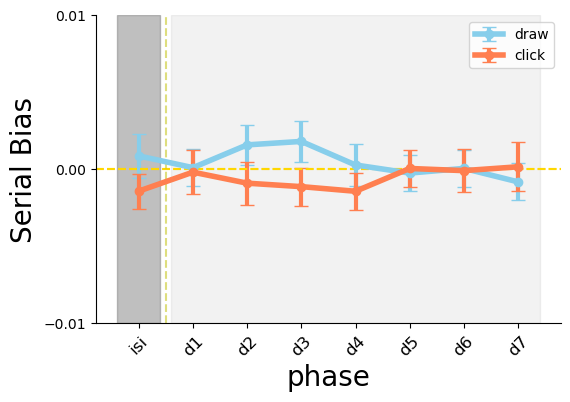 draw
click
0.01
0.00
−0.01
Serial Bias
isi
d1
d2
d3
d4
d5
d6
d7
phase